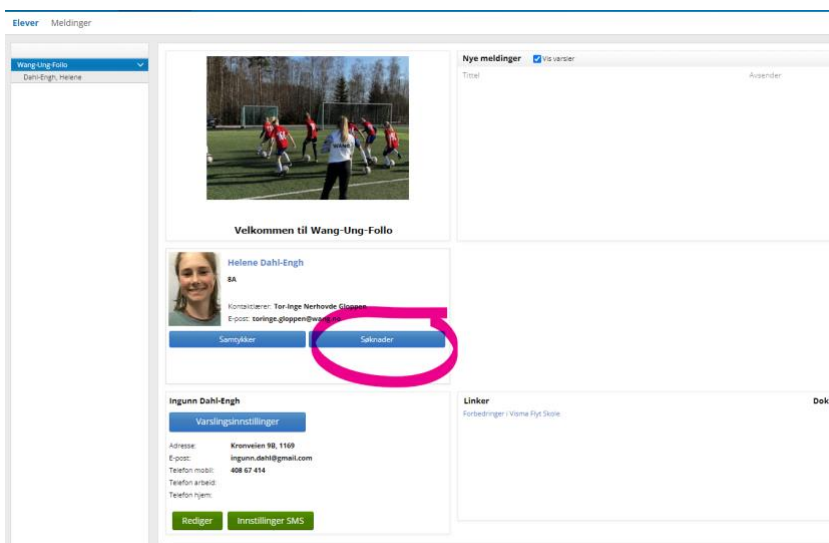 Elever Meldinger
Wang-Ung-Follo
Dahl-Engh, Helene
WANG
Velkommen til Wang-Ung-Follo
Nye meldinger Vis varsler
Tittel Avsender
Helene Dahl-Engh
8A
Kontaktlærer: Tor-Inge Nerhovde Gloppen
E-post: toringe.gloppen@wang.no
Samtykker Søknader
Ingunn Dahl-Engh
Varslingsinnstillinger
Adresse: Kronveien 9B, 1169
E-post: ingunn.dahl@gmail.com
Telefon mobil: 408 67 414
Telefon arbeid:
Telefon hjem:
Rediger Innstillinger SMS
Linker Dok
Forbedringer i Visma Flyt Skole